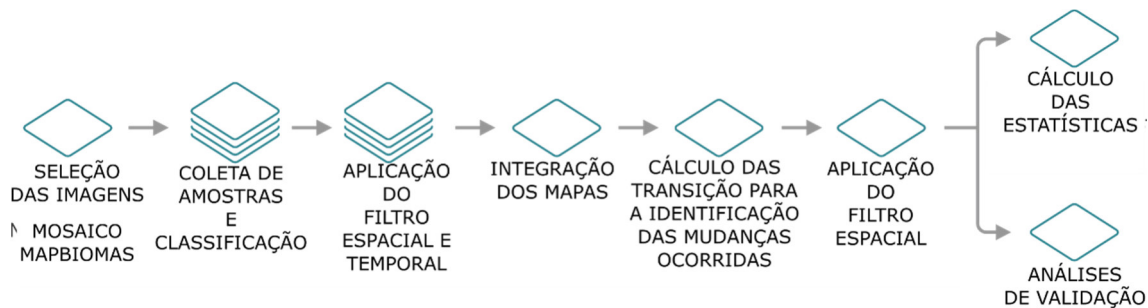 SELEÇÃO
DAS IMAGENS
MOSAICO
MAPBIOMAS
COLETA DE
AMOSTRAS
E
CLASSIFICAÇÃO
APLICAÇÃO
DO
FILTRO
ESPACIAL E
TEMPORAL
INTEGRAÇÃO
DOS MAPAS
CÁLCULO DAS
TRANSIÇÃO PARA
A IDENTIFICAÇÃO
DAS MUDANÇAS
OCORRIDAS
APLICAÇÃO
DO
FILTRO
ESPACIAL
CÁLCULO
DAS
ESTATÍSTICAS
ANÁLISES
DE VALIDAÇÃO